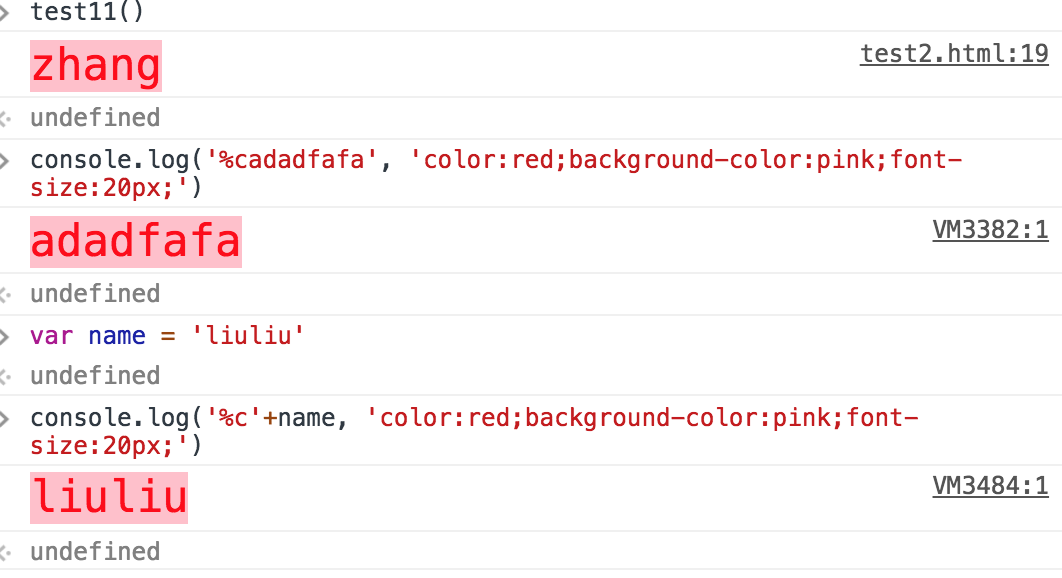 test11()
zhang test2.html:19
undefined
console.log('%cadadfafa', 'color:red;background-color:pink;font-
size:20px;')
adadfafa VM3382:1
undefined
var name = 'liuliu'
undefined
console.log('%c'+name, 'color:red;background-color:pink;font-
size:20px;')
liuliu VM3484:1
undefined